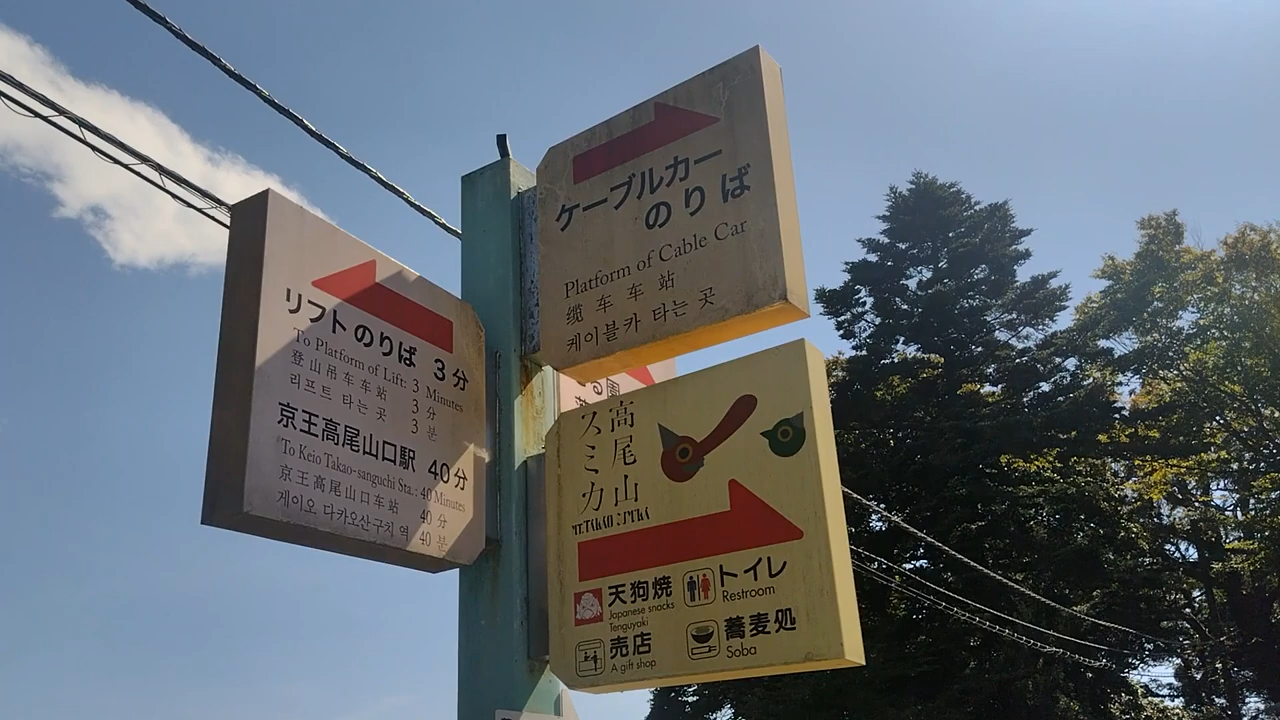 リフトのりば 3分
To Platform of Lift: 3 Minutes
登山吊车车站 3 分
리프트 타는 곳 3 분
京王高尾山口駅 40分
To Keio Takao-sanguchi Sta.: 40 Minutes
京王高尾山口车站 40 分
게이오 다카오산구치 역 40 분
ケーブルカー
のりば
Platform of Cable Car
缆车车站
케이블카 타는 곳
高尾山
スミカ
MT.TAKAO SUMIKA
天狗焼
Japanese snacks
Tenguyaki
トイレ
Restroom
売店
A gift shop
蕎麦処
Soba